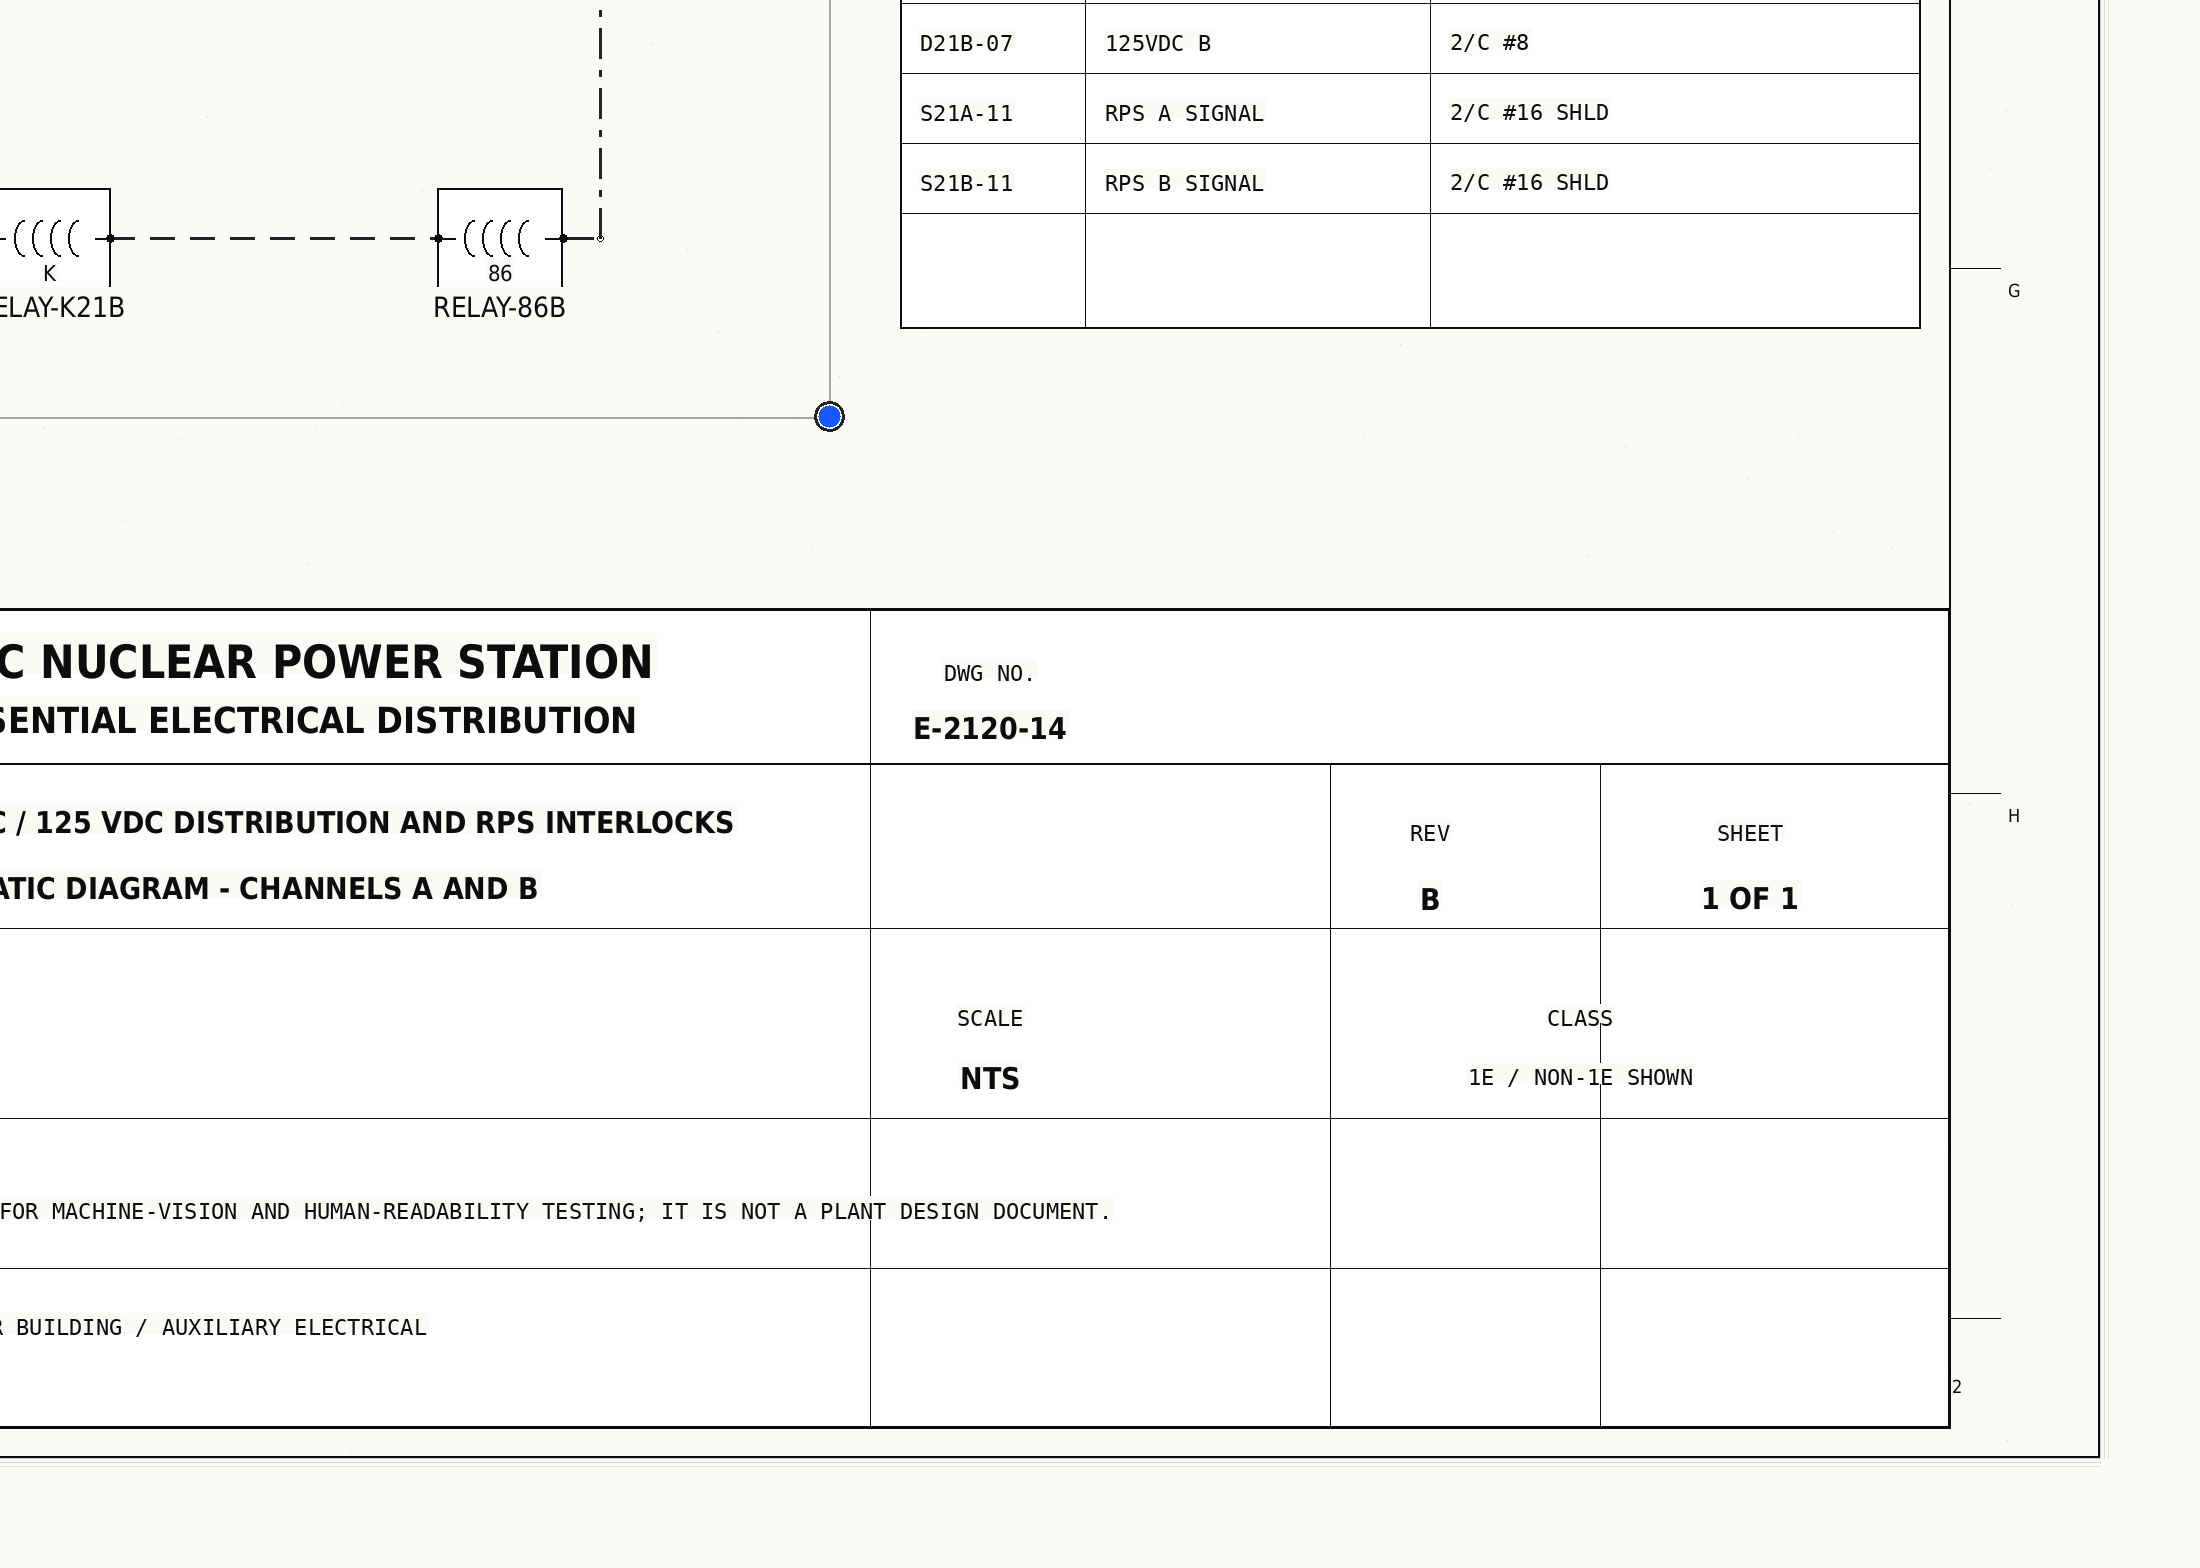 D21B-07 125VDC B 2/C #8
S21A-11 RPS A SIGNAL 2/C #16 SHLD
S21B-11 RPS B SIGNAL 2/C #16 SHLD
K
86
ELAY-K21B
RELAY-86B
G
C NUCLEAR POWER STATION
SENTIAL ELECTRICAL DISTRIBUTION
DWG NO.
E-2120-14
C / 125 VDC DISTRIBUTION AND RPS INTERLOCKS
ATIC DIAGRAM - CHANNELS A AND B
REV
B
SHEET
1 OF 1
H
SCALE
NTS
CLASS
1E / NON-1E SHOWN
FOR MACHINE-VISION AND HUMAN-READABILITY TESTING; IT IS NOT A PLANT DESIGN DOCUMENT.
R BUILDING / AUXILIARY ELECTRICAL
2